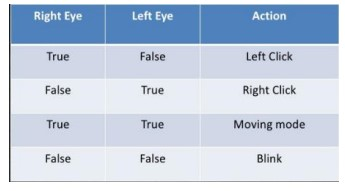 Right Eye Left Eye Action
True False Left Click
False True Right Click
True True Moving mode
False False Blink